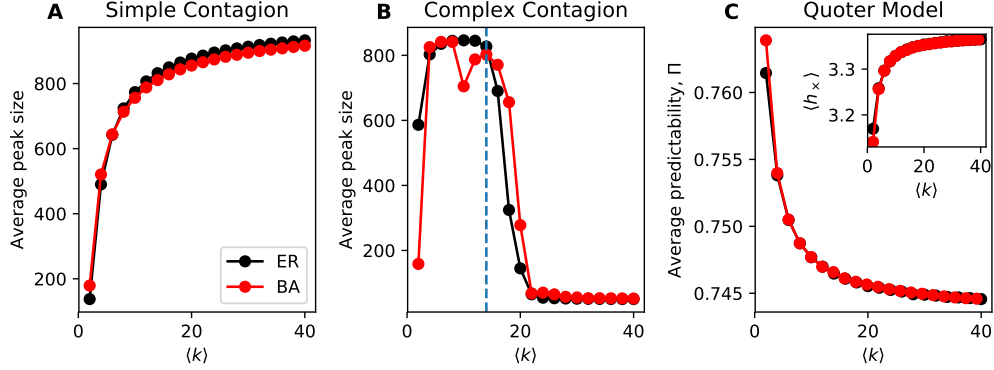 A Simple Contagion
Average peak size
800
600
400
200
0 20 40
⟨k⟩
ER
BA
B Complex Contagion
Average peak size
800
600
400
200
0 20 40
⟨k⟩
C Quoter Model
Average predictability, Π
0.760
0.755
0.750
0.745
0 20 40
⟨k⟩
⟨h×⟩
3.3
3.2
0 20 40
⟨k⟩